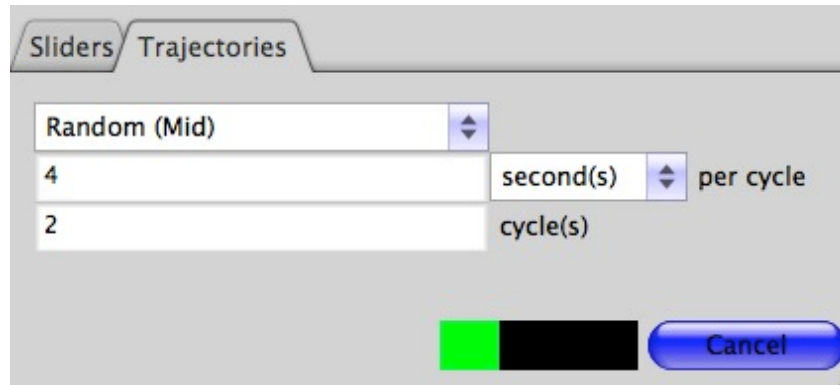 Sliders Trajectories
Random (Mid)
4 second(s) per cycle
2 cycle(s)
Cancel